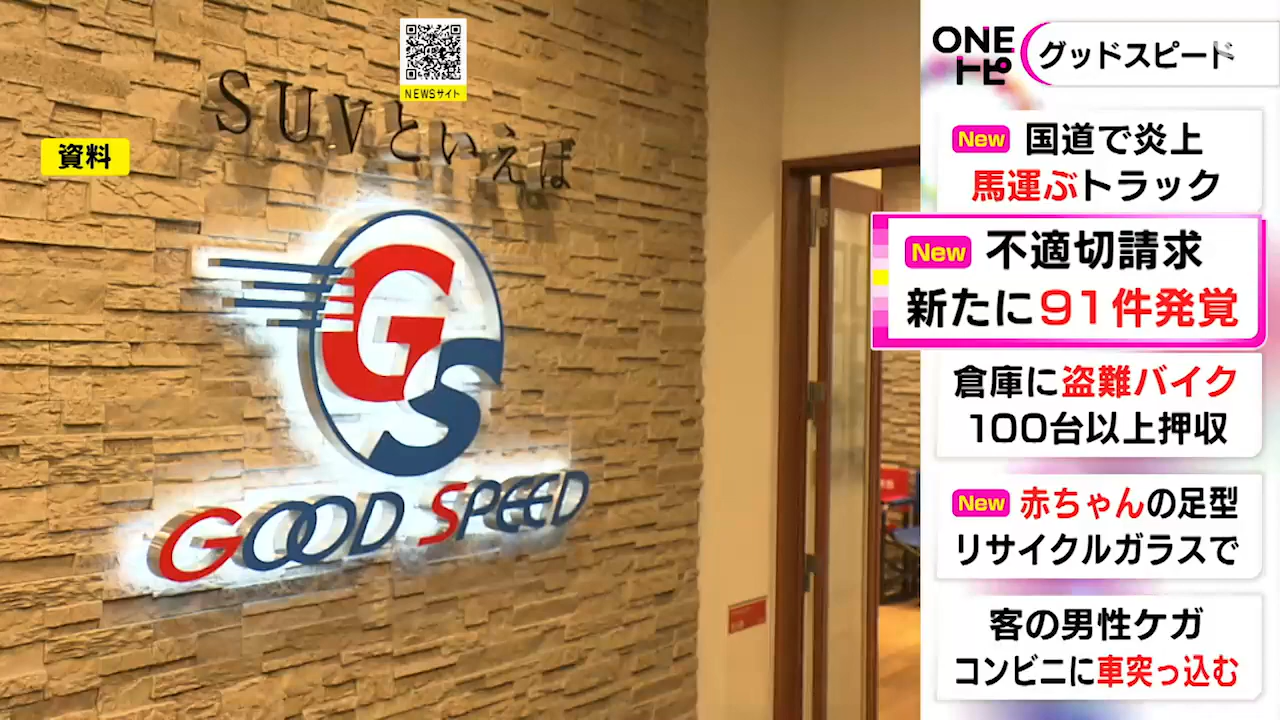 NEWSサイト
資料
SUVといえば
GS
GOOD SPEED
ONE
トピ
グッドスピード
New 国道で炎上
馬運ぶトラック
New 不適切請求
新たに91件発覚
倉庫に盗難バイク
100台以上押収
New 赤ちゃんの足型
リサイクルガラスで
客の男性ケガ
コンビニに車突っ込む